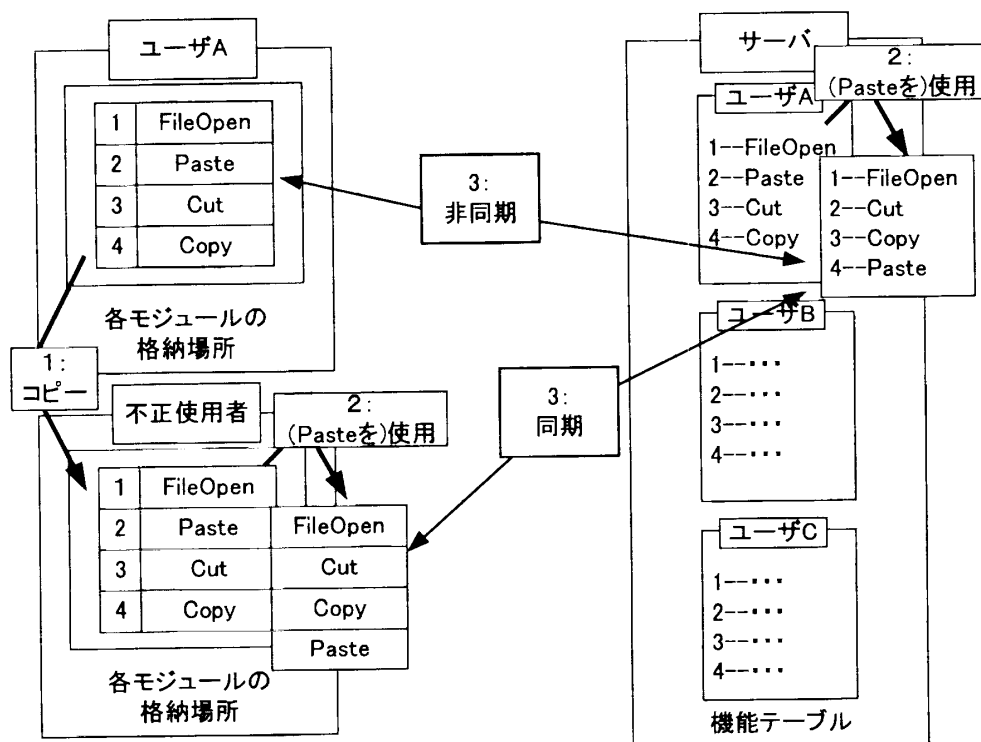 ユーザA
1 FileOpen
2 Paste
3 Cut
4 Copy
各モジュールの
格納場所
1:
コピー
不正使用者
2:
(Pasteを)使用
1 FileOpen
2 Paste
3 Cut
4 Copy
FileOpen
Cut
Copy
Paste
各モジュールの
格納場所
3:
非同期
3:
同期
サーバ
2:
(Pasteを)使用
ユーザA
1--FileOpen
2--Paste
3--Cut
4--Copy
1--FileOpen
2--Cut
3--Copy
4--Paste
ユーザB
1--・・・
2--・・・
3--・・・
4--・・・
ユーザC
1--・・・
2--・・・
3--・・・
4--・・・
機能テーブル